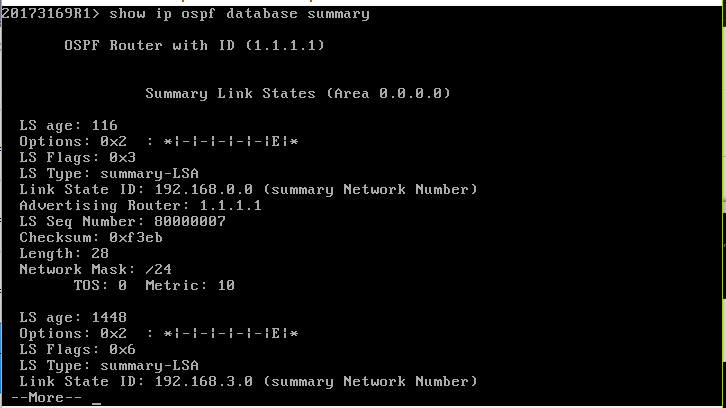 20173169R1> show ip ospf database summary
OSPF Router with ID (1.1.1.1)
Summary Link States (Area 0.0.0.0)
LS age: 116
Options: 0x2  : *|-|-|-|-|-|E|*
LS Flags: 0x3
LS Type: summary-LSA
Link State ID: 192.168.0.0 (summary Network Number)
Advertising Router: 1.1.1.1
LS Seq Number: 80000007
Checksum: 0xf3eb
Length: 28
Network Mask: /24
TOS: 0  Metric: 10
LS age: 1448
Options: 0x2  : *|-|-|-|-|-|E|*
LS Flags: 0x6
LS Type: summary-LSA
Link State ID: 192.168.3.0 (summary Network Number)
--More-- _